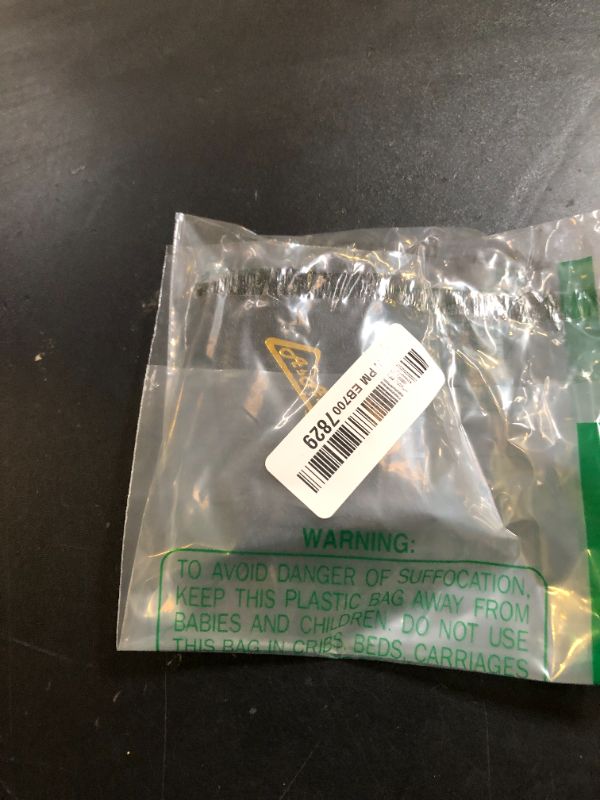 PM EB700 7829
WARNING:
TO AVOID DANGER OF SUFFOCATION,
KEEP THIS PLASTIC BAG AWAY FROM
BABIES AND CHILDREN. DO NOT USE
THIS BAG IN CRIBS, BEDS, CARRIAGES